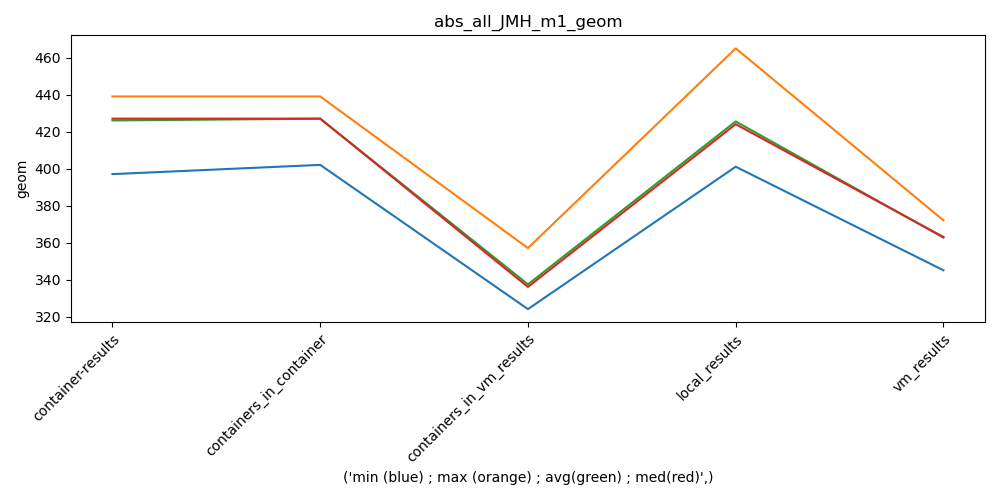 abs_all_JMH_m1_geom
geom
460
440
420
400
380
360
340
320
container-results
containers_in_container
containers_in_vm_results
local_results
vm_results
('min (blue) ; max (orange) ; avg(green) ; med(red)',)